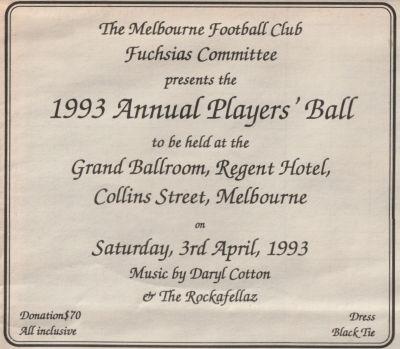 The Melbourne Football Club
Fuchsias Committee
presents the
1993 Annual Players' Ball
to be held at the
Grand Ballroom, Regent Hotel,
Collins Street, Melbourne
on
Saturday, 3rd April, 1993
Music by Daryl Cotton
& The Rockafellaz
Donation$70
All inclusive
Dress
Black Tie